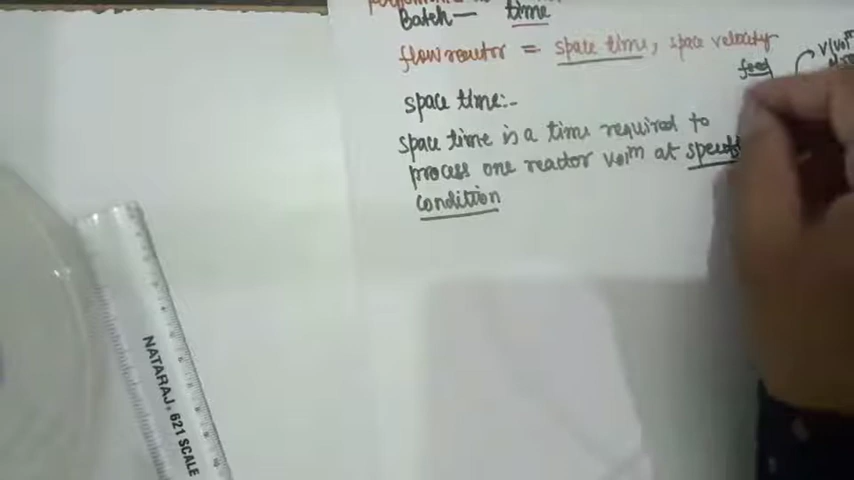 Batch — time
flow reactor = space time, space velocity
feed
space time:-
space time is a time required to
process one reactor volm at specified
condition
NATARAJ. 621 SCALE